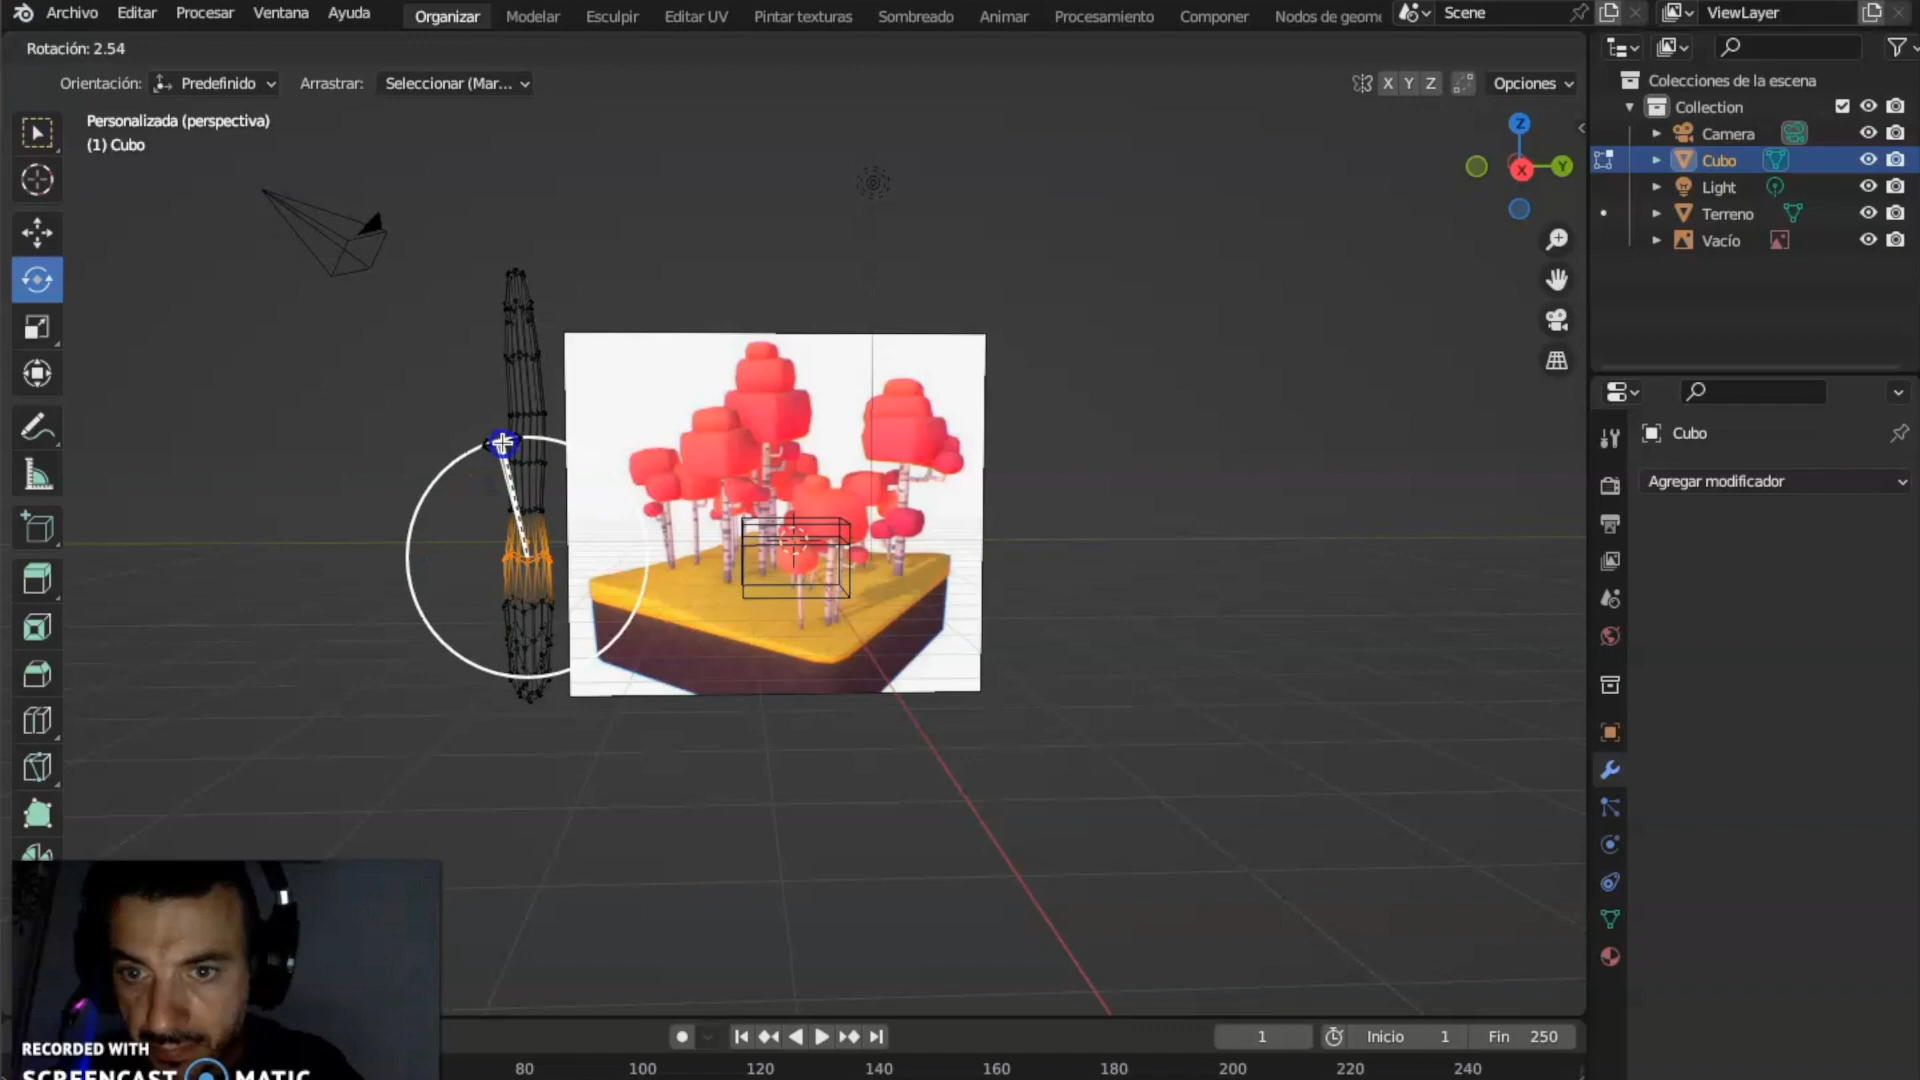 Archivo Editar Procesar Ventana Ayuda Organizar Modelar Esculpir Editar UV Pintar texturas Sombreado Animar Procesamiento Componer Nodos de geom Scene ViewLayer
Rotación: 2.54
Orientación: Predefinido Arrastrar: Seleccionar (Mar... X Y Z Opciones
Personalizada (perspectiva)
(1) Cubo
Z
Y
X
Colecciones de la escena
Collection
Camera
Cubo
Light
Terreno
Vacío
Cubo
Agregar modificador
1 Inicio 1 Fin 250
80 100 120 140 160 180 200 220 240
RECORDED WITH
SCREENCAST MATIC